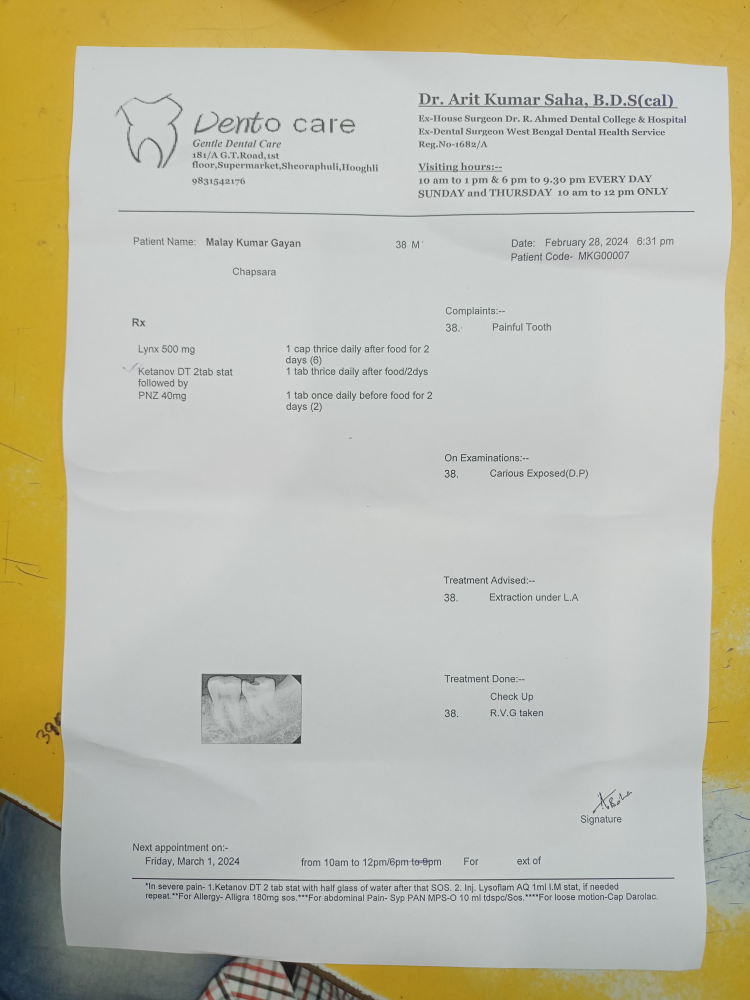 Dento care
Gentle Dental Care
181/A G.T.Road,1st
floor,Supermarket,Sheoraphuli,Hooghli
9831542176
Dr. Arit Kumar Saha, B.D.S(cal)
Ex-House Surgeon Dr. R. Ahmed Dental College & Hospital
Ex-Dental Surgeon West Bengal Dental Health Service
Reg.No-1682/A
Visiting hours:--
10 am to 1 pm & 6 pm to 9.30 pm EVERY DAY
SUNDAY and THURSDAY 10 am to 12 pm ONLY
Patient Name: Malay Kumar Gayan 38 M
Chapsara
Date: February 28, 2024 6:31 pm
Patient Code- MKG00007
Rx
Lynx 500 mg 1 cap thrice daily after food for 2
days (6)
Ketanov DT 2tab stat 1 tab thrice daily after food/2dys
followed by
PNZ 40mg 1 tab once daily before food for 2
days (2)
Complaints:--
38. Painful Tooth
On Examinations:--
38. Carious Exposed(D.P)
Treatment Advised:--
38. Extraction under L.A
Treatment Done:--
Check Up
38. R.V.G taken
Signature
Next appointment on:-
Friday, March 1, 2024 from 10am to 12pm/6pm to 8pm For ext of
*In severe pain- 1.Ketanov DT 2 tab stat with half glass of water after that SOS. 2. Inj. Lysoflam AQ 1ml I.M stat, if needed
repeat.**For Allergy- Alligra 180mg sos.***For abdominal Pain- Syp PAN MPS-O 10 ml tdspc/Sos.****For loose motion-Cap Darolac.